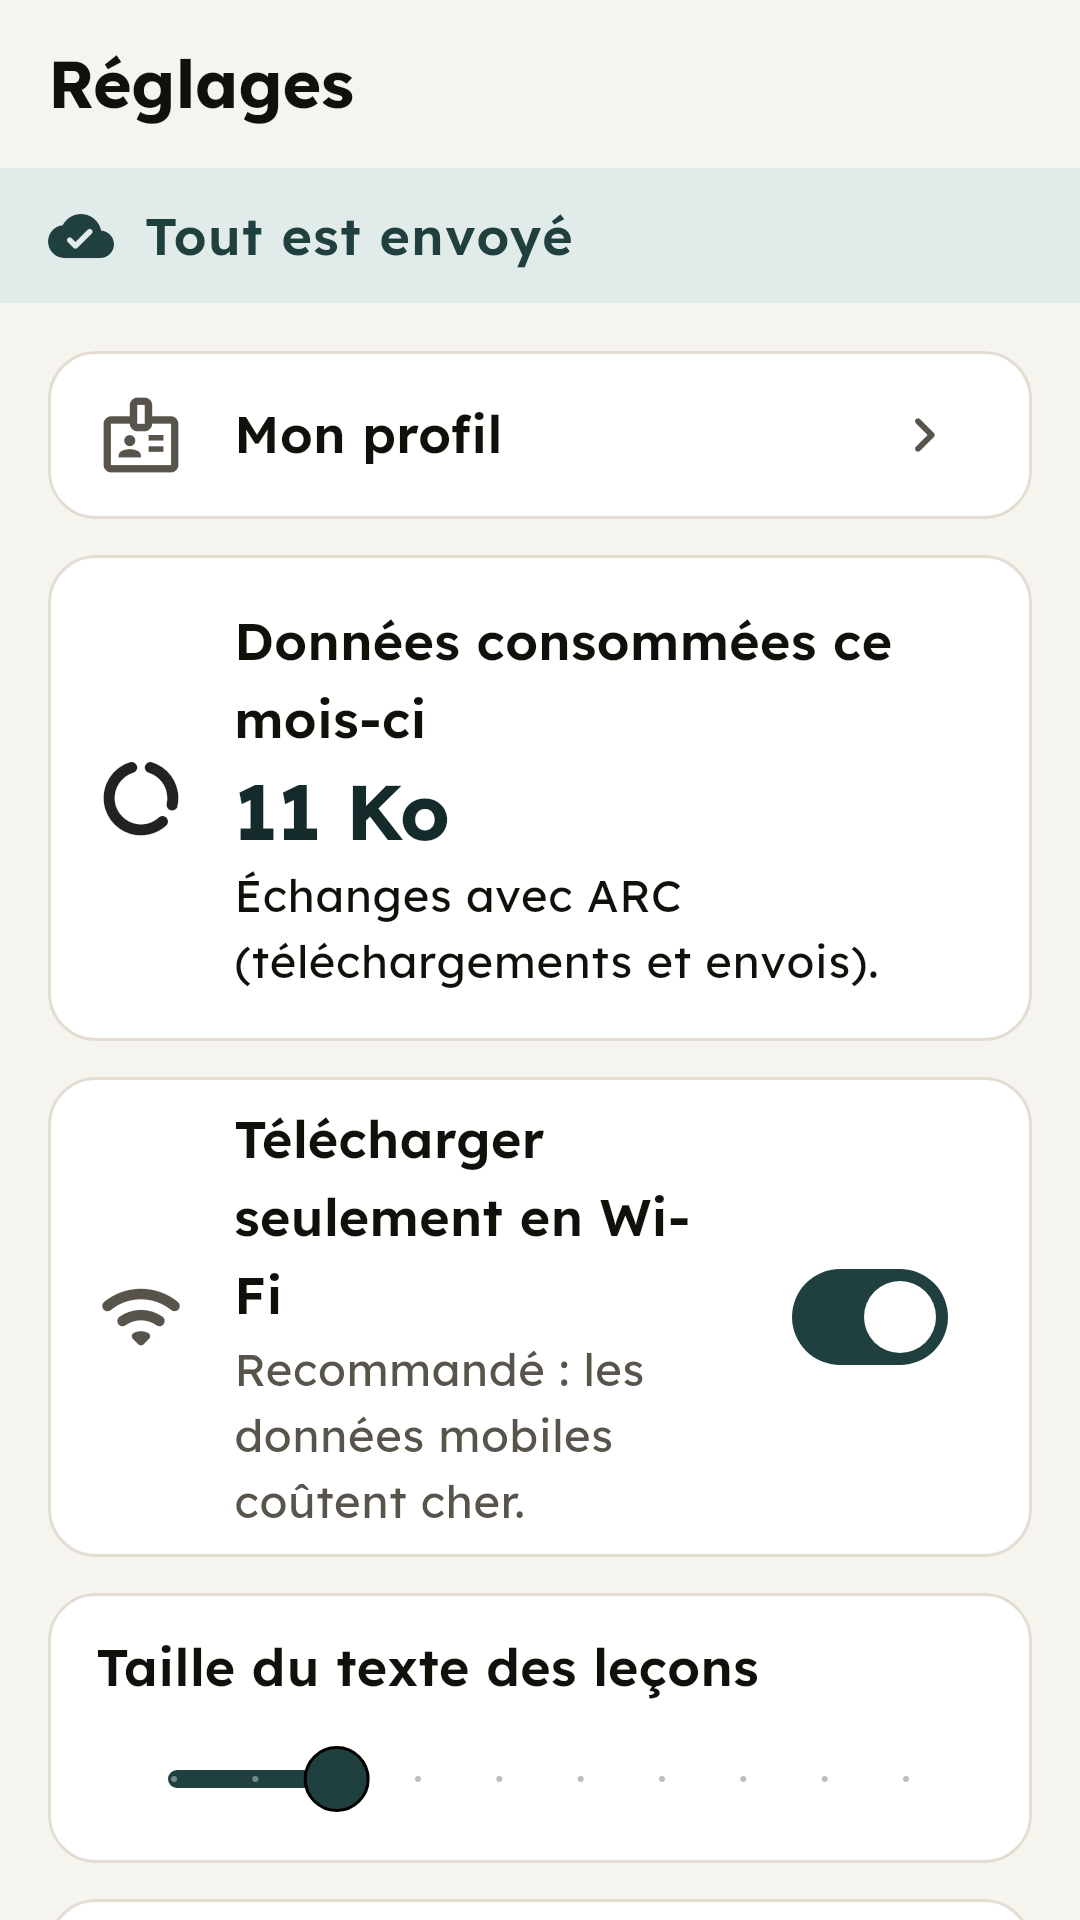 Réglages
Tout est envoyé
Mon profil
Données consommées ce
mois-ci
11 Ko
Échanges avec ARC
(téléchargements et envois).
Télécharger
seulement en Wi-
Fi
Recommandé : les
données mobiles
coûtent cher.
Taille du texte des leçons